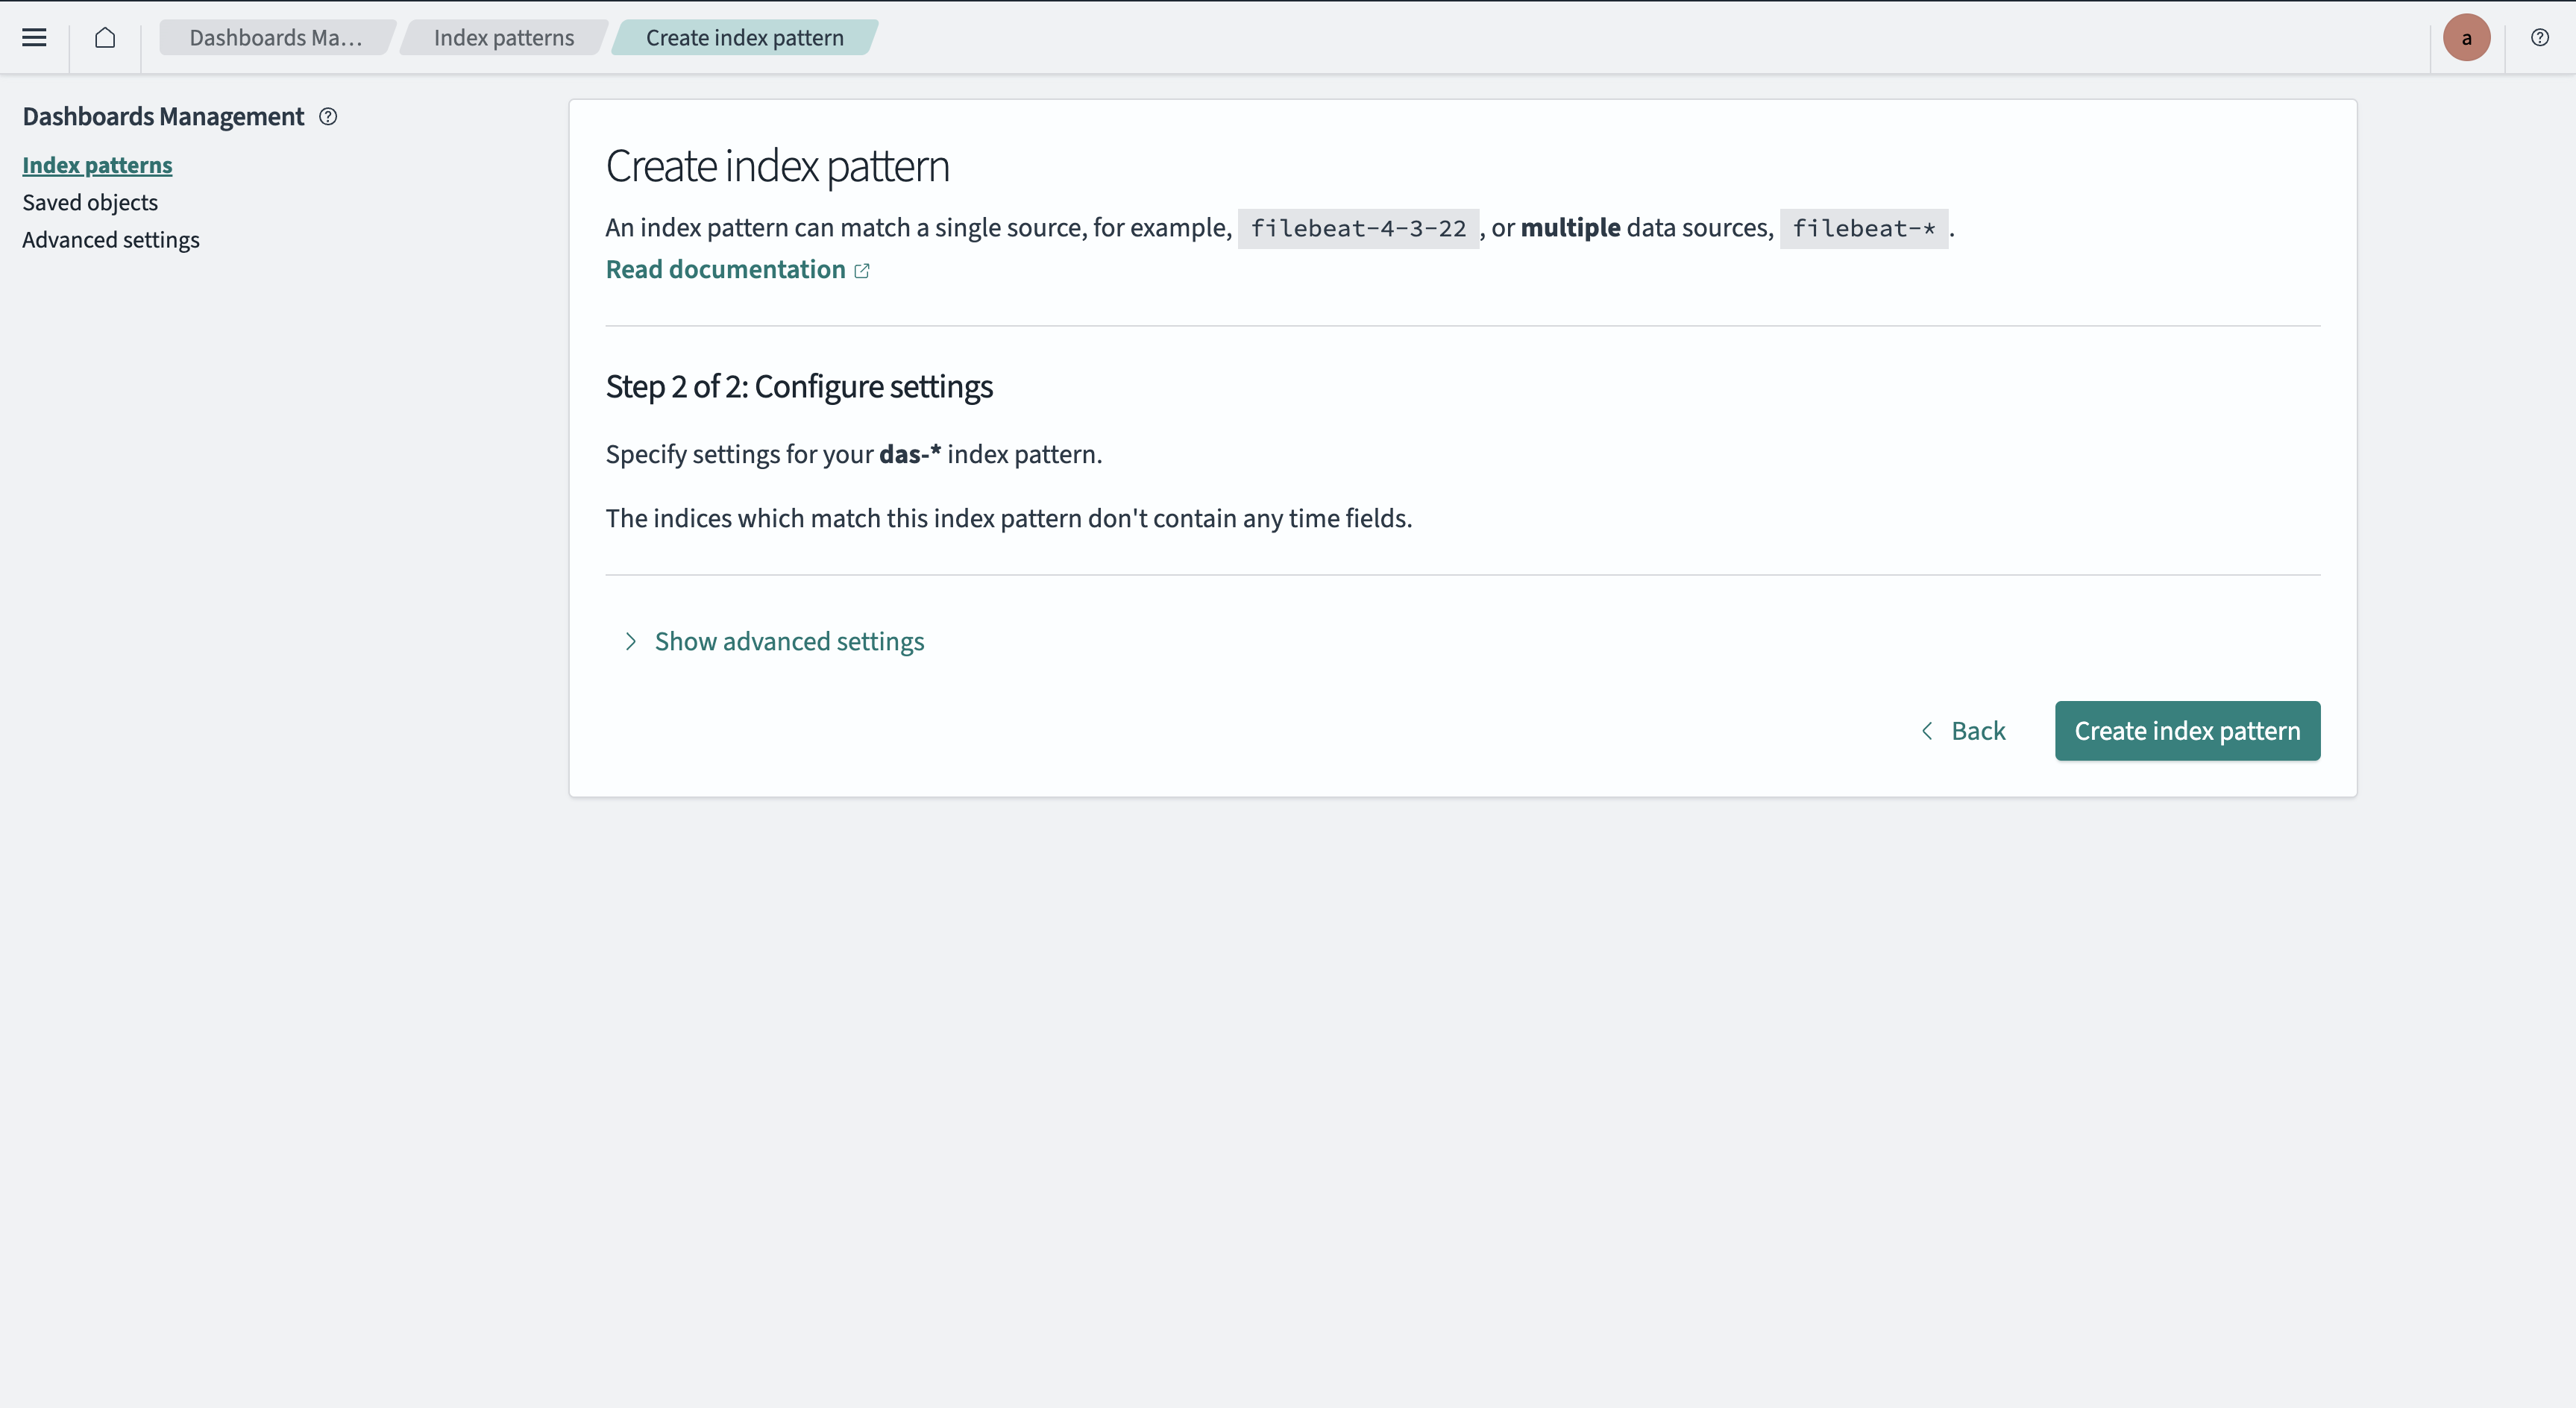 Dashboards Ma…
Index patterns
Create index pattern
a
Dashboards Management
Index patterns
Saved objects
Advanced settings
Create index pattern
An index pattern can match a single source, for example, filebeat-4-3-22 , or multiple data sources, filebeat-* .
Read documentation
Step 2 of 2: Configure settings
Specify settings for your das-* index pattern.
The indices which match this index pattern don't contain any time fields.
Show advanced settings
Back
Create index pattern